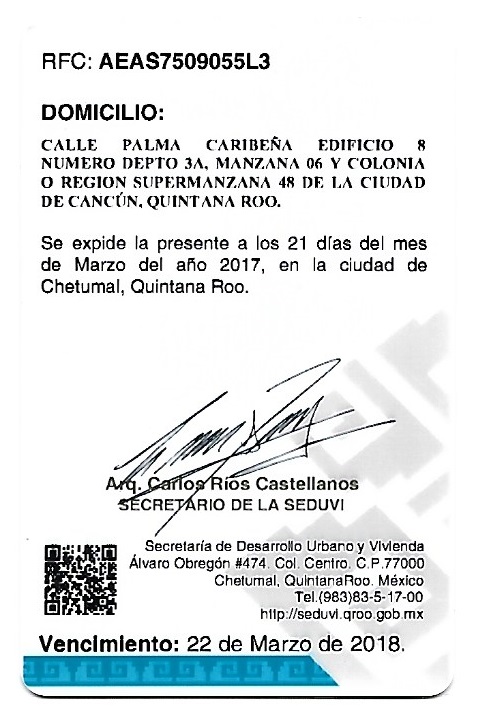 RFC: AEAS7509055L3
DOMICILIO:
CALLE PALMA CARIBEÑA EDIFICIO 8
NUMERO DEPTO 3A, MANZANA 06 Y COLONIA
O REGION SUPERMANZANA 48 DE LA CIUDAD
DE CANCÚN, QUINTANA ROO.
Se expide la presente a los 21 días del mes
de Marzo del año 2017, en la ciudad de
Chetumal, Quintana Roo.
Arq. Carlos Ríos Castellanos
SECRETARIO DE LA SEDUVI
Secretaría de Desarrollo Urbano y Vivienda
Álvaro Obregón #474. Col. Centro. C.P.77000
Chetumal, QuintanaRoo. México
Tel.(983)83-5-17-00
http://seduvi.qroo.gob.mx
Vencimiento: 22 de Marzo de 2018.